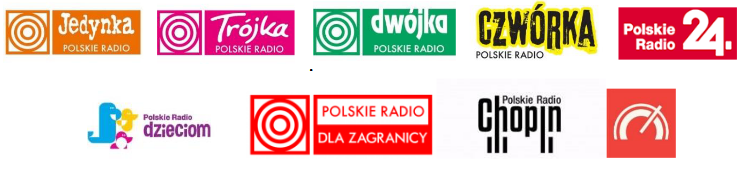 Jedynka
POLSKIE RADIO
Trójka
POLSKIE RADIO
dwójka
POLSKIE RADIO
CZWÓRKA
POLSKIE RADIO
Polskie
Radio
24.
Polskie Radio
dzieciom
POLSKIE RADIO
DLA ZAGRANICY
Polskie Radio
Chopin